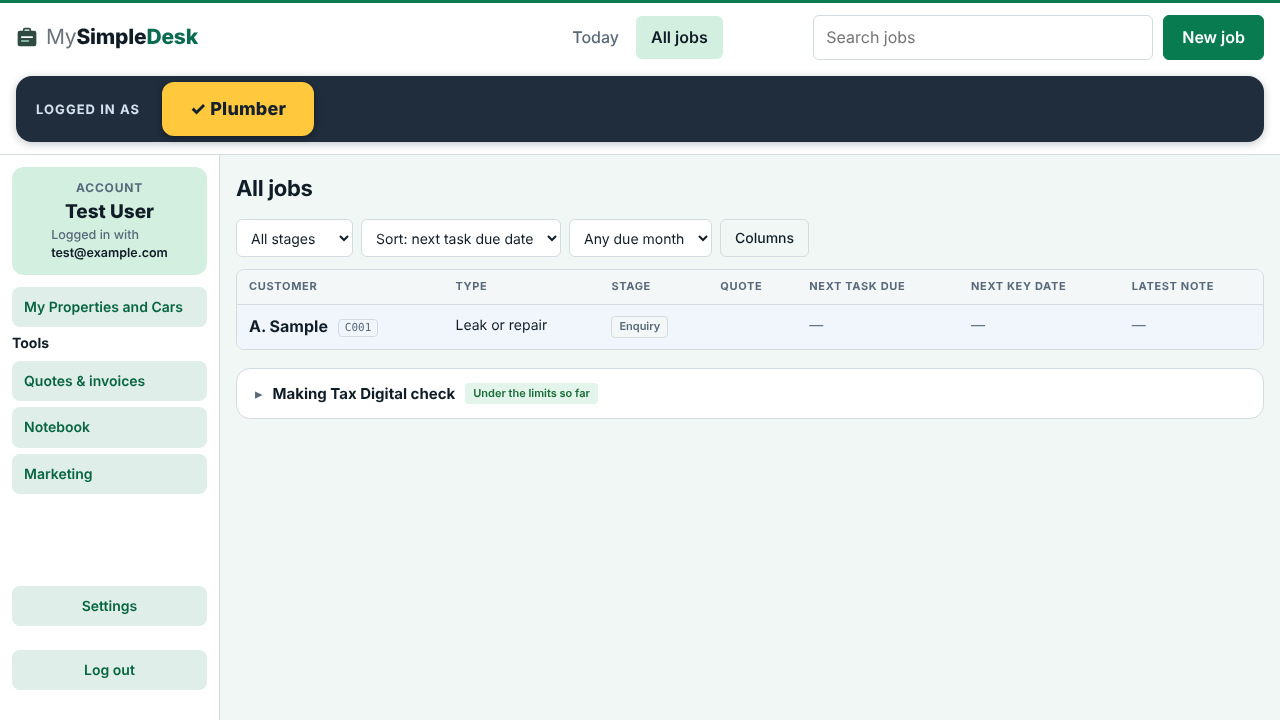 MySimpleDesk
Today
All jobs
Search jobs
New job
LOGGED IN AS
✓ Plumber
ACCOUNT
Test User
Logged in with
test@example.com
My Properties and Cars
Tools
Quotes & invoices
Notebook
Marketing
Settings
Log out
All jobs
All stages
Sort: next task due date
Any due month
Columns
CUSTOMER TYPE STAGE QUOTE NEXT TASK DUE NEXT KEY DATE LATEST NOTE
A. Sample C001 Leak or repair Enquiry — — —
▸ Making Tax Digital check Under the limits so far